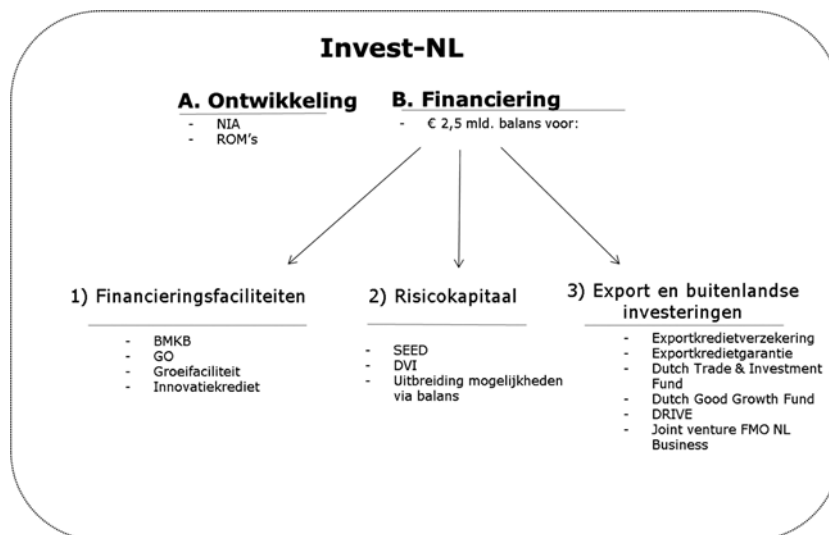 Invest-NL
A. Ontwikkeling
- NIA
- ROM's
B. Financiering
- € 2,5 mld. balans voor:
1) Financieringsfaciliteiten
- BMKB
- GO
- Groeifaciliteit
- Innovatiekrediet
2) Risicokapitaal
- SEED
- DVI
- Uitbreiding mogelijkheden
via balans
3) Export en buitenlandse
investeringen
- Exportkredietverzekering
- Exportkredietgarantie
- Dutch Trade & Investment
Fund
- Dutch Good Growth Fund
- DRIVE
- Joint venture FMO NL
Business